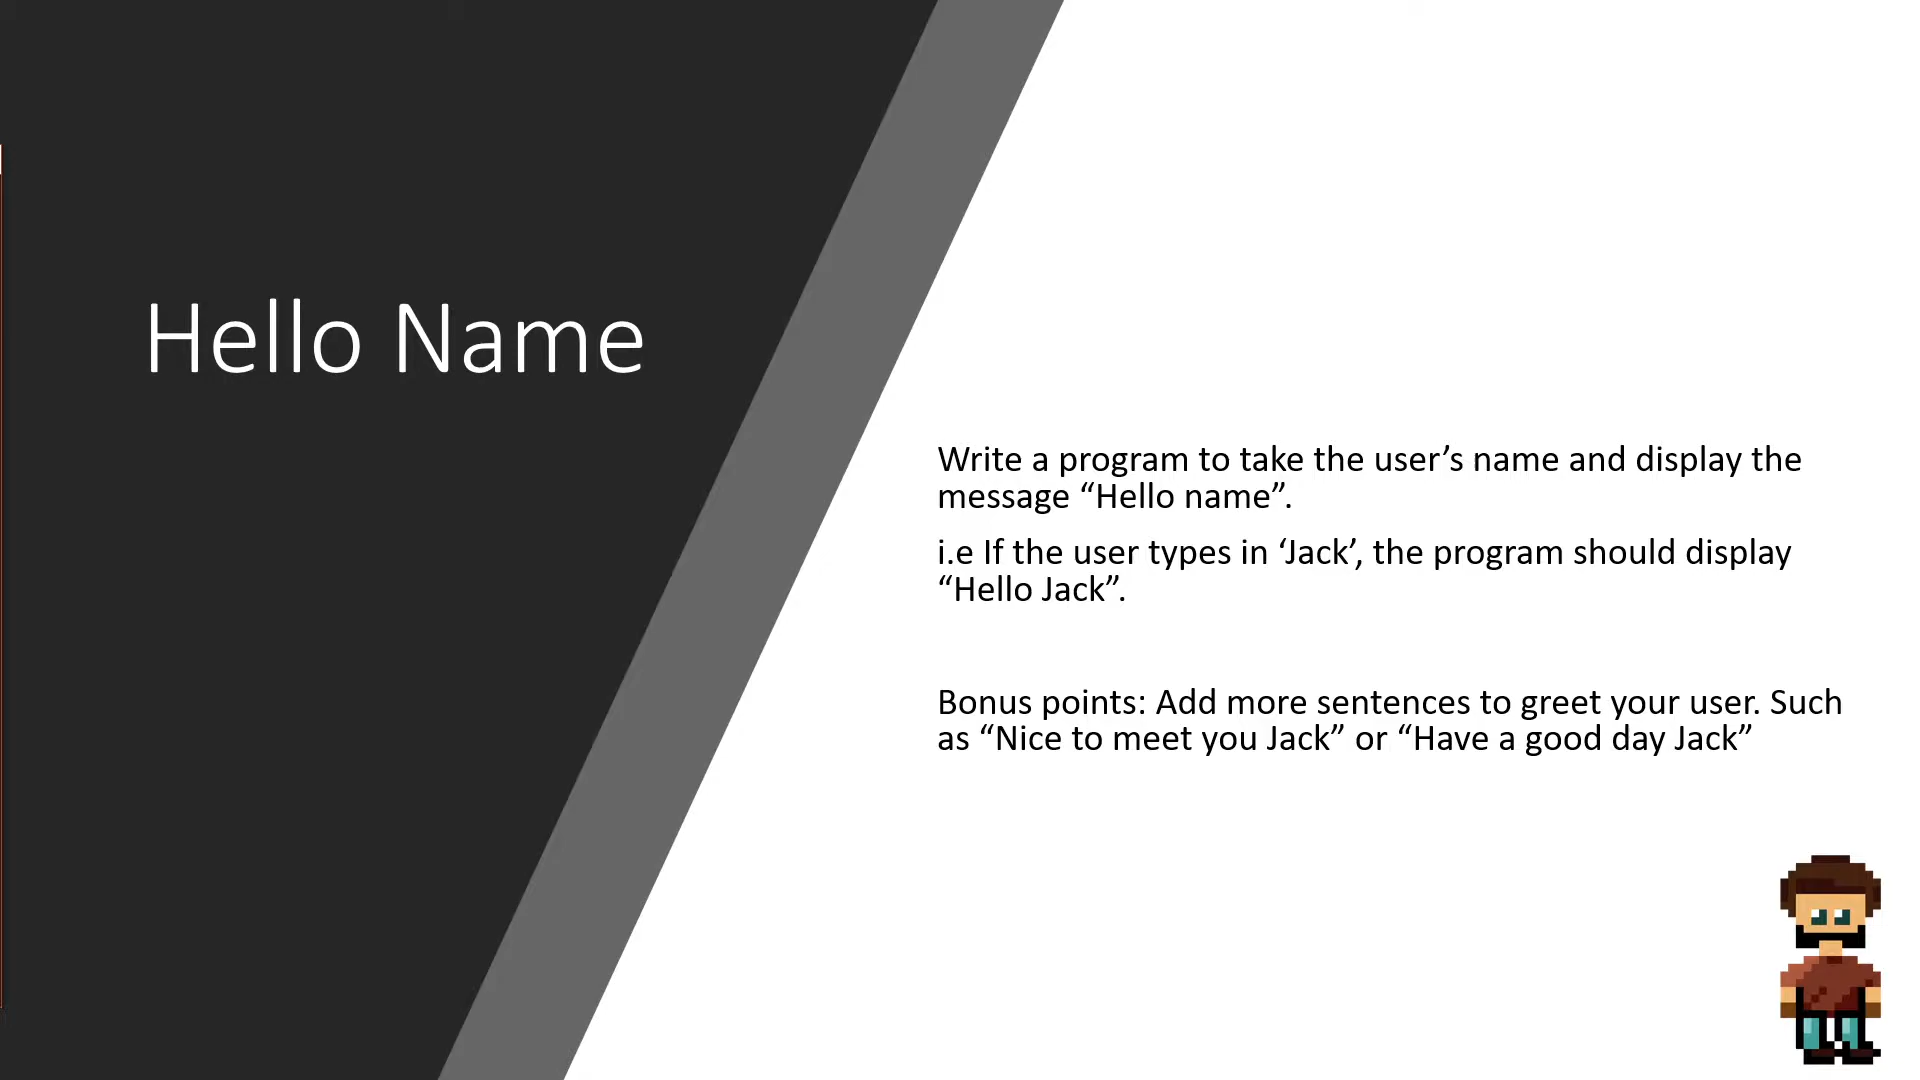 Hello Name
Write a program to take the user’s name and display the
message “Hello name”.
i.e If the user types in ‘Jack’, the program should display
“Hello Jack”.
Bonus points: Add more sentences to greet your user. Such
as “Nice to meet you Jack” or “Have a good day Jack”